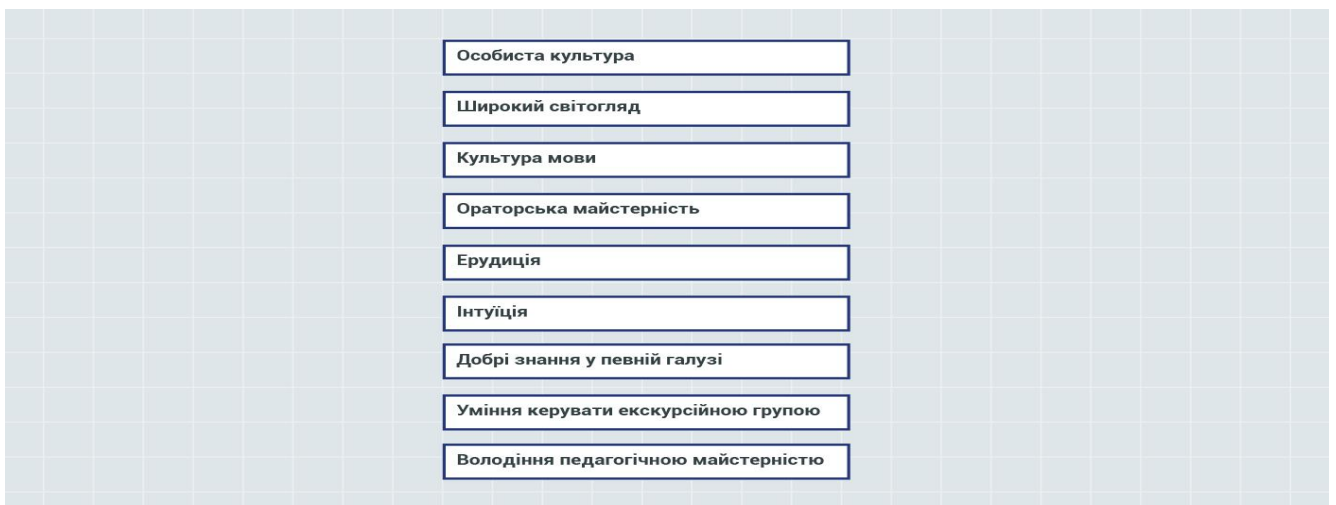 Особиста культура
Широкий світогляд
Культура мови
Ораторська майстерність
Ерудиція
Інтуїція
Добрі знання у певній галузі
Уміння керувати екскурсійною групою
Володіння педагогічною майстерністю